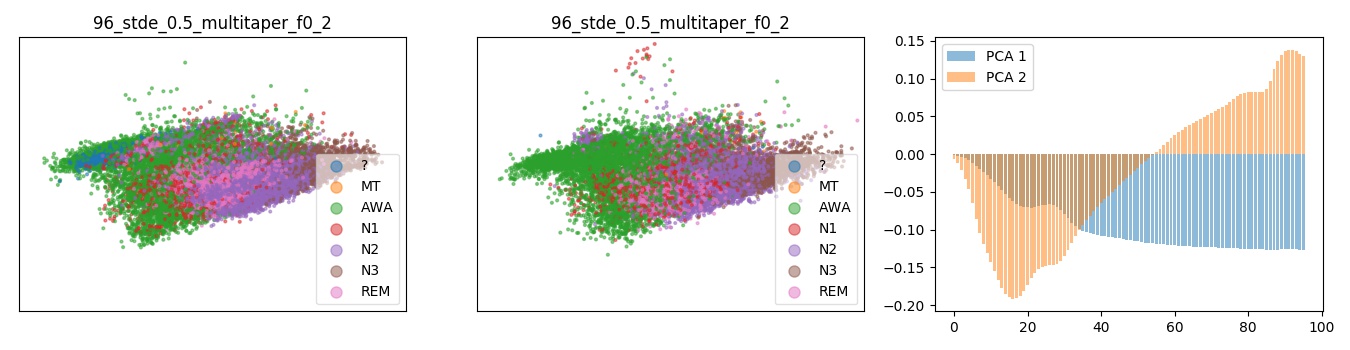 96_stde_0.5_multitaper_f0_2
?
MT
AWA
N1
N2
N3
REM
96_stde_0.5_multitaper_f0_2
?
MT
AWA
N1
N2
N3
REM
PCA 1
PCA 2
0.15
0.10
0.05
0.00
−0.05
−0.10
−0.15
−0.20
0
20
40
60
80
100